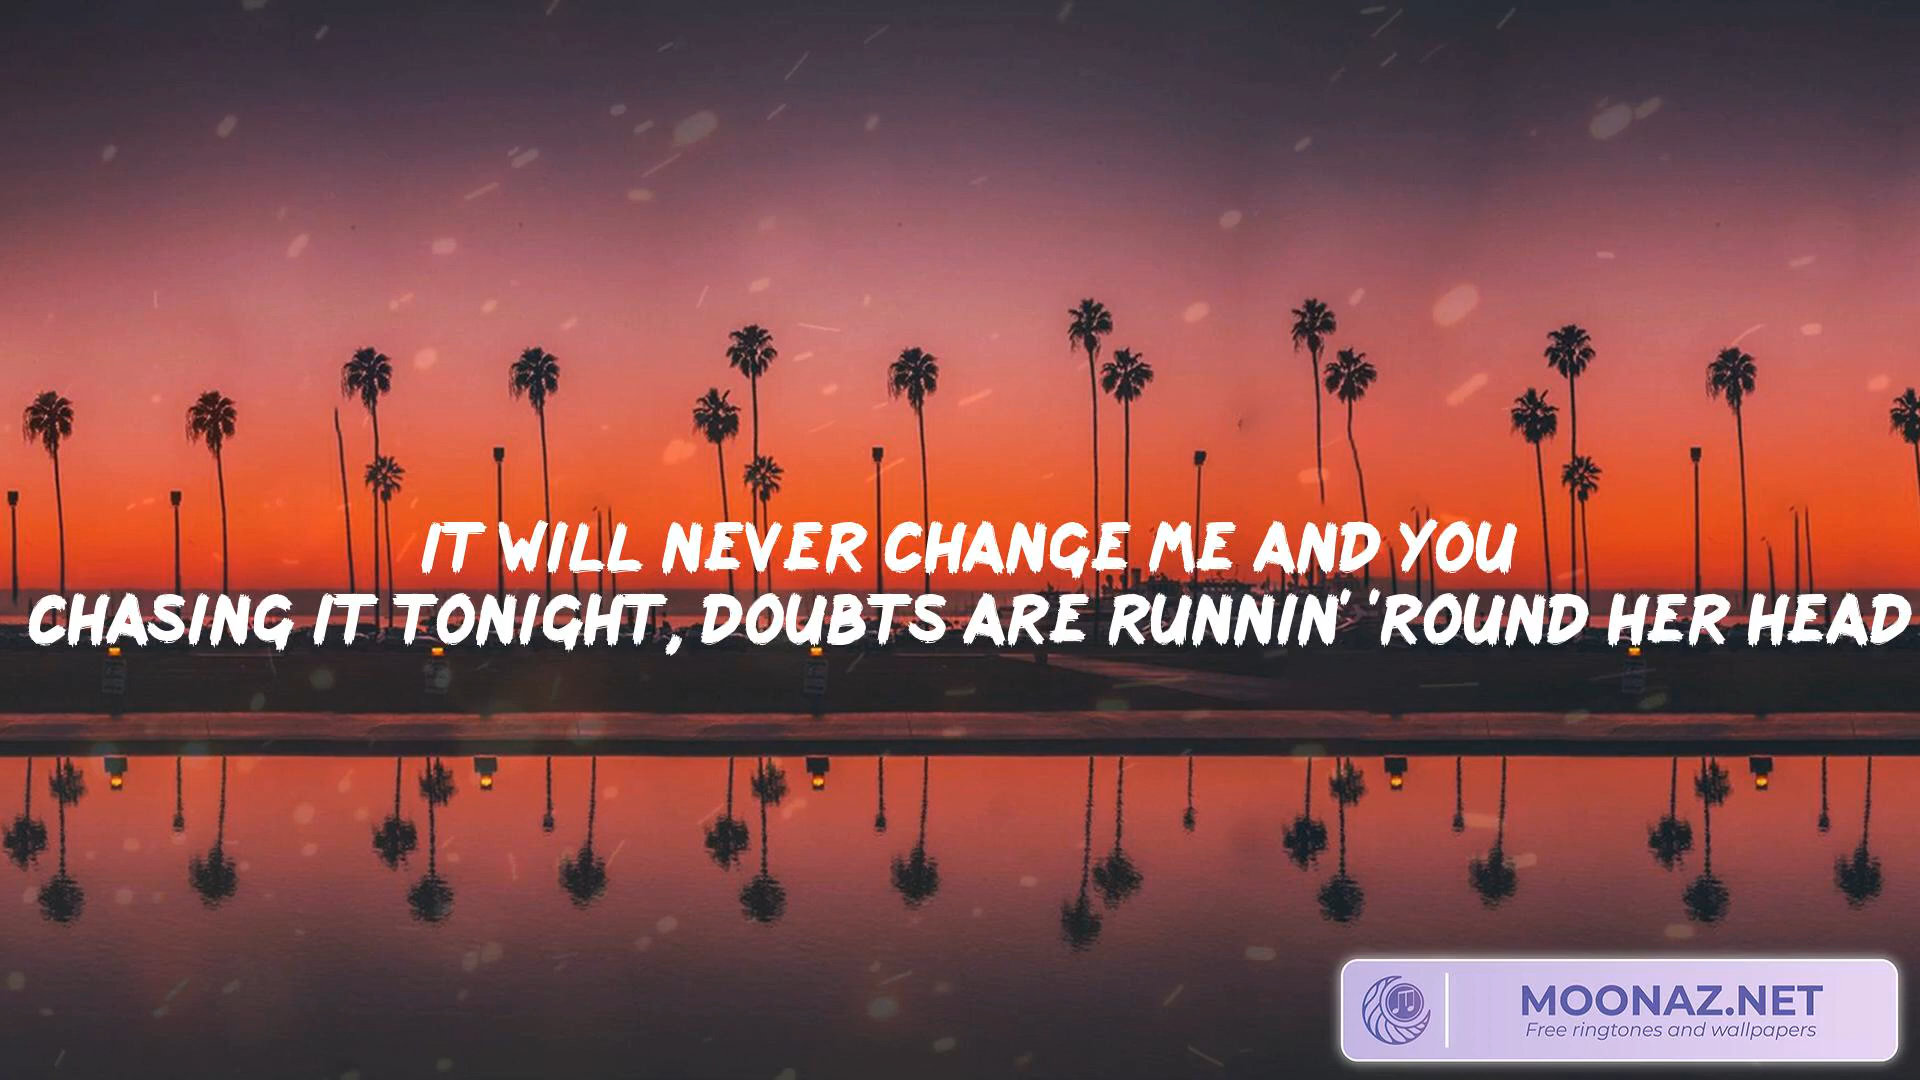 IT WILL NEVER CHANGE ME AND YOU
CHASING IT TONIGHT, DOUBTS ARE RUNNIN' 'ROUND HER HEAD
MOONAZ.NET
Free ringtones and wallpapers